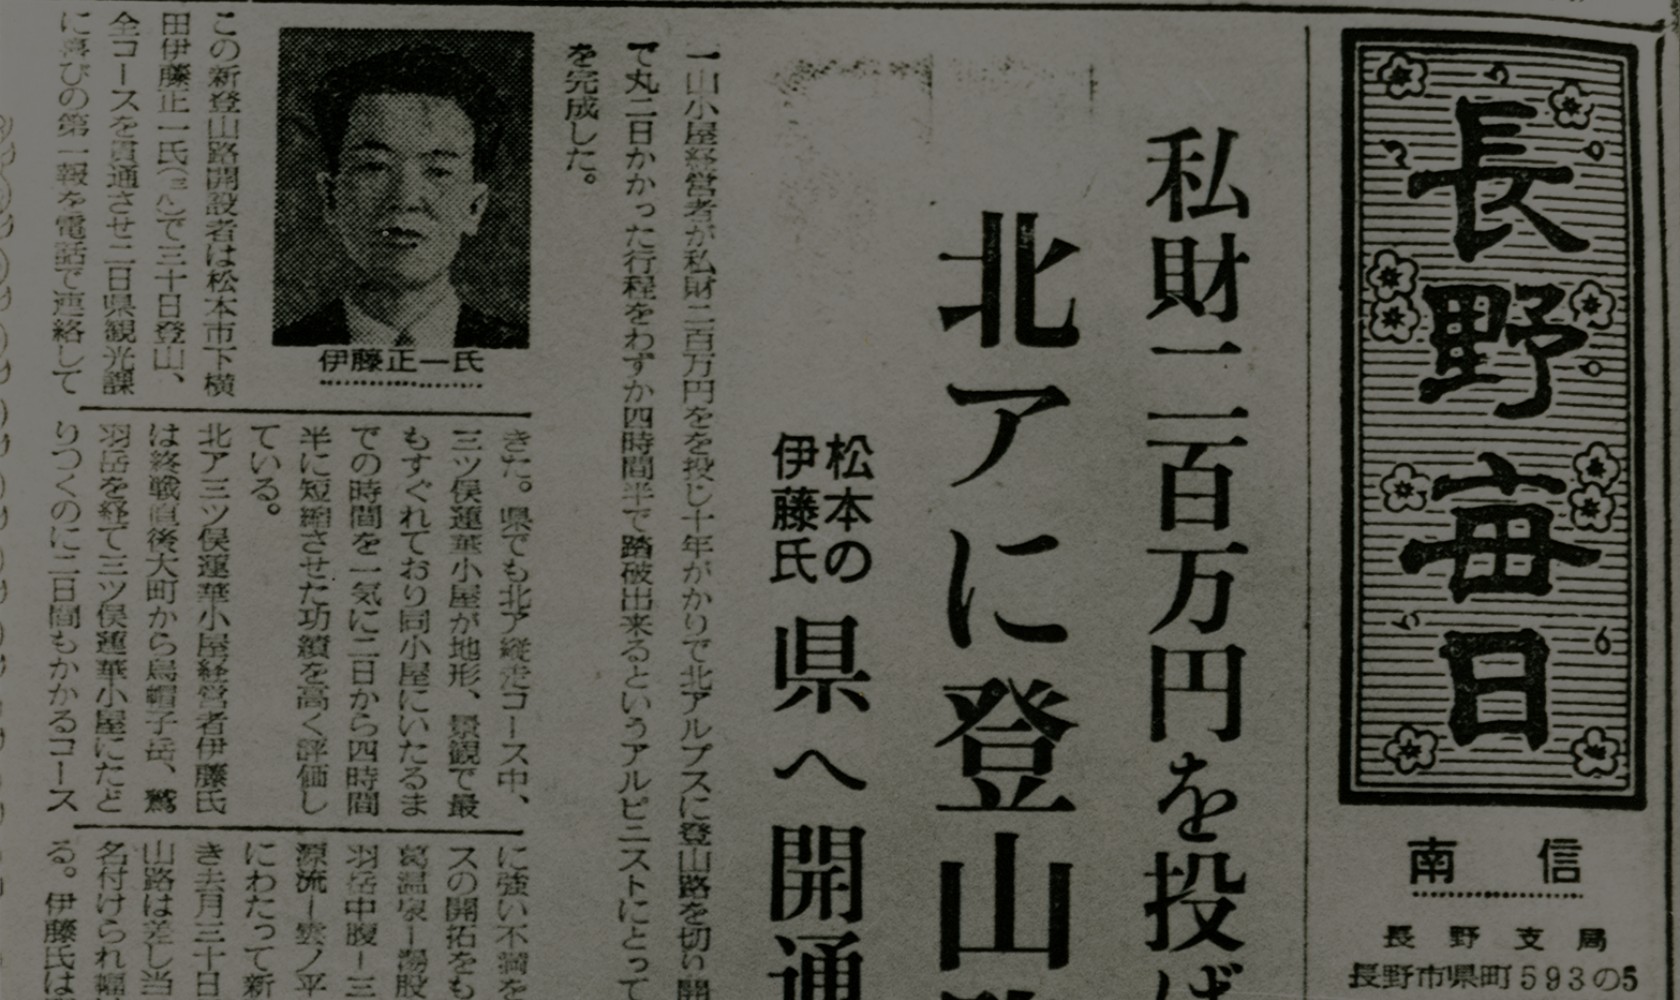 長野毎日
南信
長野支局
長野市県町593の5
私財二百万円を投げ
北アに登山路
松本の
伊藤氏
県へ開通
一山小屋経営者が私財二百万円をを投じ十年がかりで北アルプスに登山路を切り開
て丸二日かかった行程をわずか四時間半で踏破出来るというアルピニストにとって
を完成した。
伊藤正一氏
この新登山路開設者は松本市下横
田伊藤正一氏で三十日登山、
全コースを貫通させ二日県観光課
に喜びの第一報を電話で連絡して
きた。県でも北ア縦走コース中、
三ツ俣蓮華小屋が地形、景観で最
もすぐれており同小屋にいたるま
での時間を一気に二日から四時間
半に短縮させた功績を高く評価し
ている。
北ア三ツ俣蓮華小屋経営者伊藤氏
は終戦直後大町から烏帽子岳、鷲
羽岳を経て三ツ俣蓮華小屋にたど
りつくのに二日間もかかるコース
に強い不満を
スの開拓をも
葛温泉ー湯股
羽岳中腹ー三
源流ー雲ノ平
にわたって新
き去月三十日
山路は差し当
名付けられ幅
る。伊藤氏は